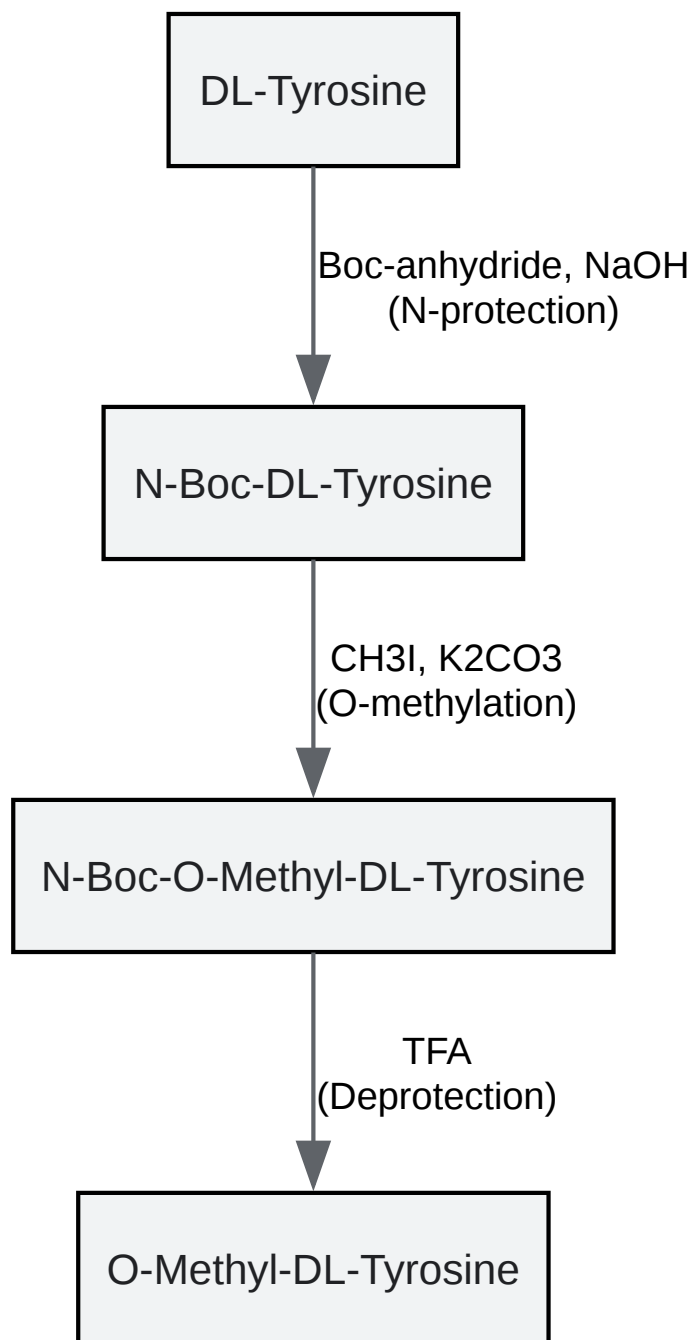 DL-Tyrosine
Boc-anhydride, NaOH
(N-protection)
N-Boc-DL-Tyrosine
CH3I, K2CO3
(O-methylation)
N-Boc-O-Methyl-DL-Tyrosine
TFA
(Deprotection)
O-Methyl-DL-Tyrosine